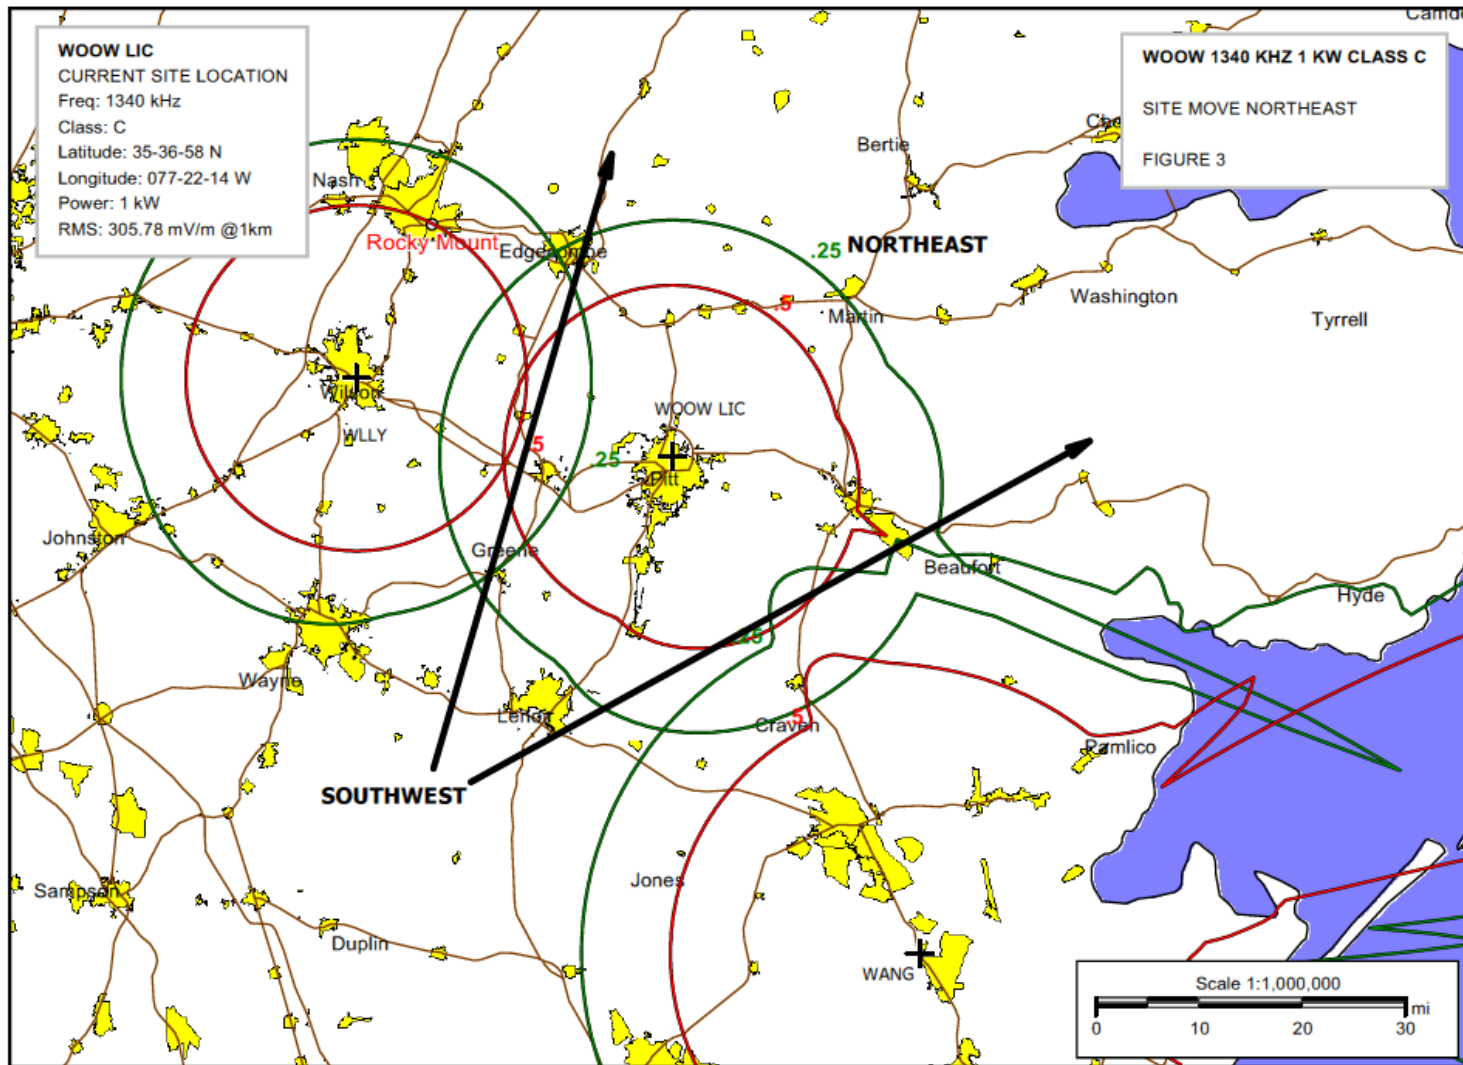 Camde
WOOW LIC
CURRENT SITE LOCATION
Freq: 1340 kHz
Class: C
Latitude: 35-36-58 N
Longitude: 077-22-14 W
Power: 1 kW
RMS: 305.78 mV/m @1km
WOOW 1340 KHZ 1 KW CLASS C
SITE MOVE NORTHEAST
FIGURE 3
Cho
Bertie
Nash
Rocky Mount
Edgecombe
.25
NORTHEAST
Washington
.5
Martin
Tyrrell
Wilson
WOOW LIC
WLLY
.5
.25
Pitt
Johnston
Greene
Beaufort
Hyde
.25
Wayne
Lenoir
.5
Craven
Pamlico
SOUTHWEST
Jones
Sampson
Duplin
WANG
Scale 1:1,000,000
mi
0 10 20 30